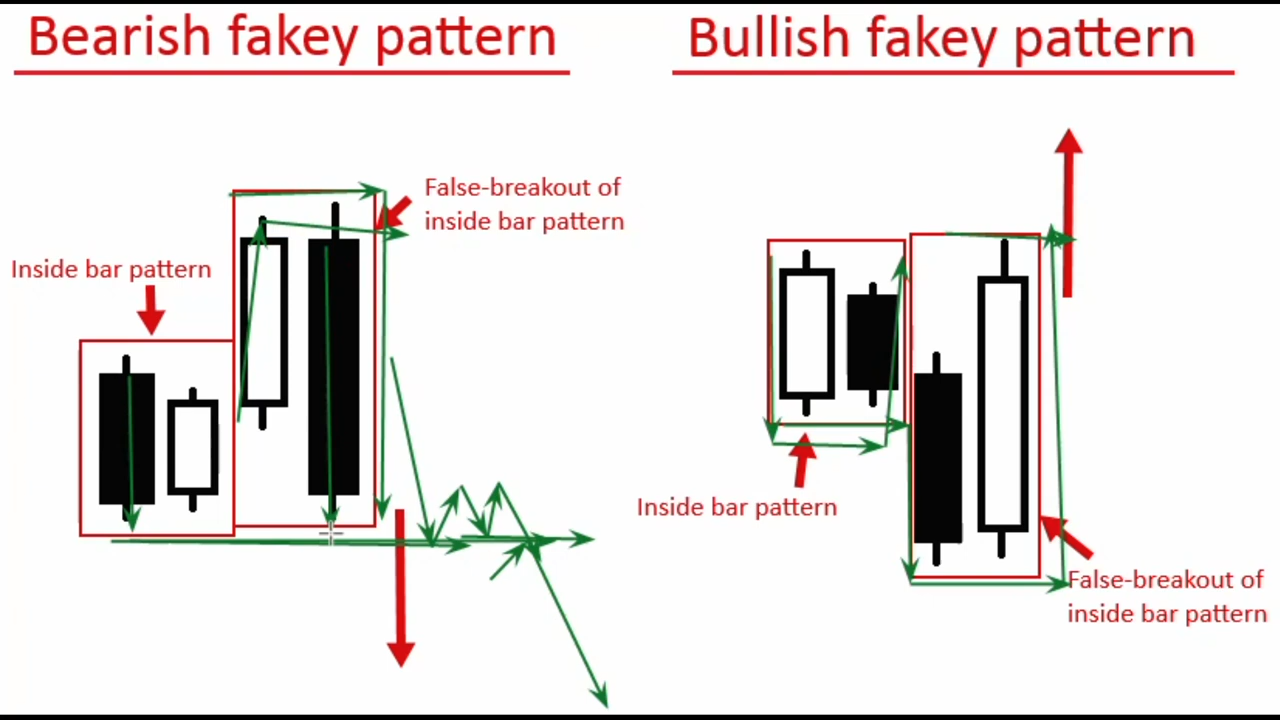 Bearish fakey pattern
False-breakout of
inside bar pattern
Inside bar pattern
Bullish fakey pattern
Inside bar pattern
False-breakout of
inside bar pattern